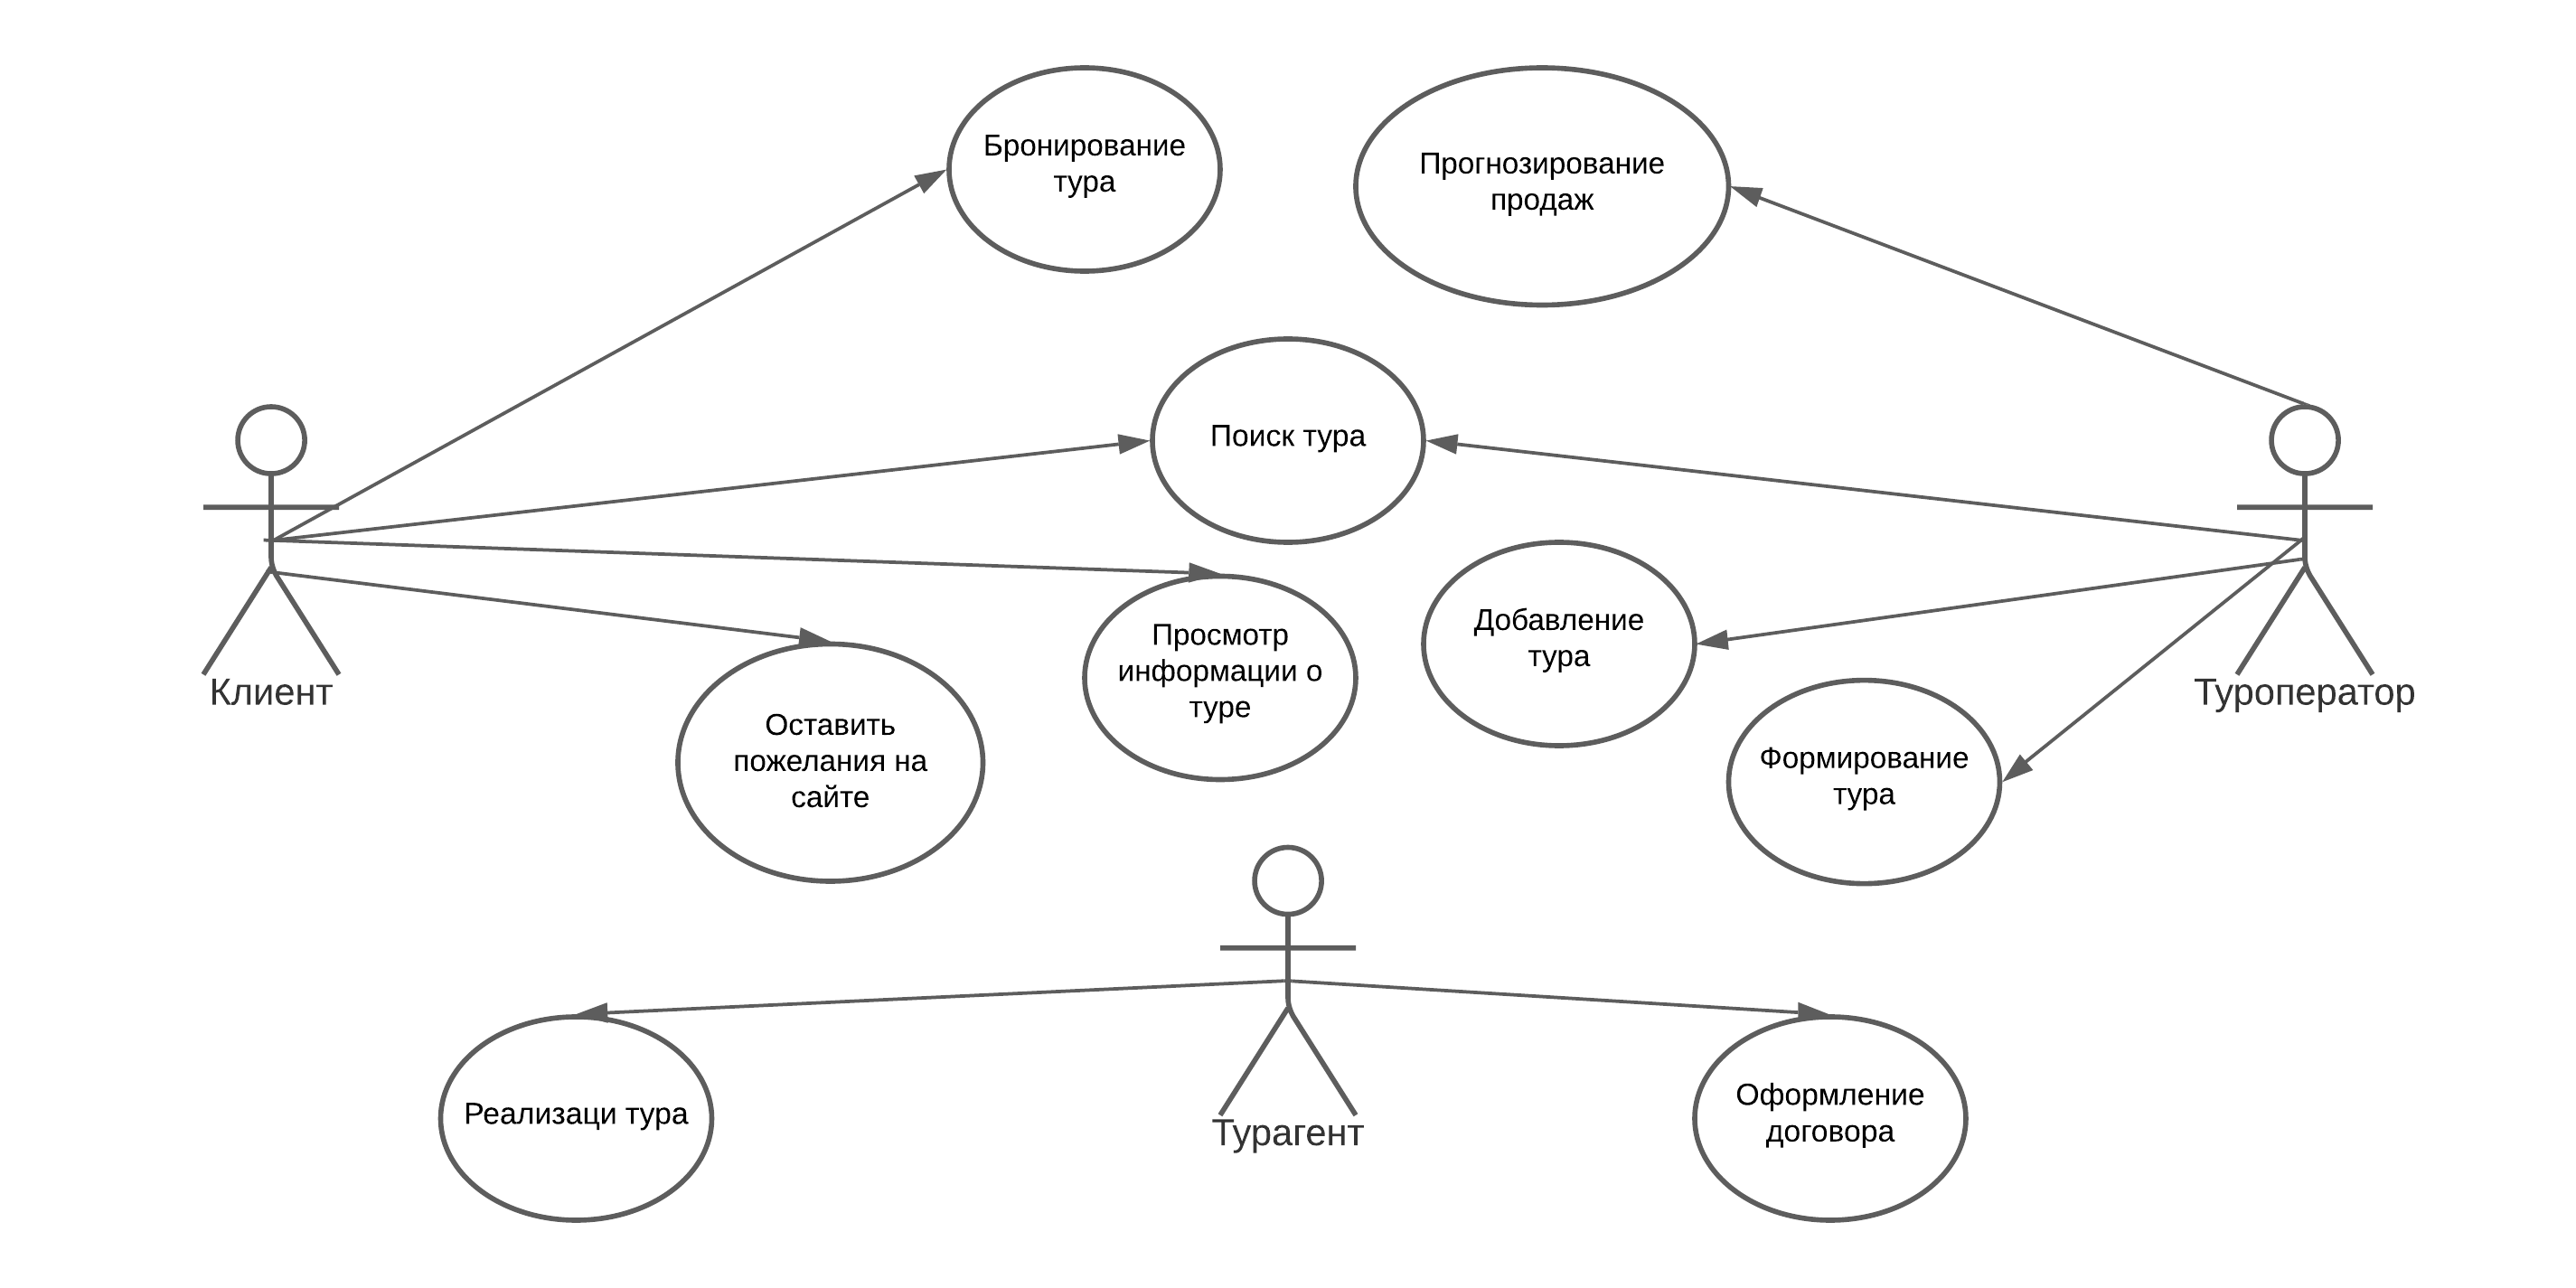 Бронирование
тура
Прогнозирование
продаж
Поиск тура
Клиент
Туроператор
Оставить
пожелания на
сайте
Просмотр
информации о
туре
Добавление
тура
Формирование
тура
Турагент
Реализаци тура
Оформление
договора